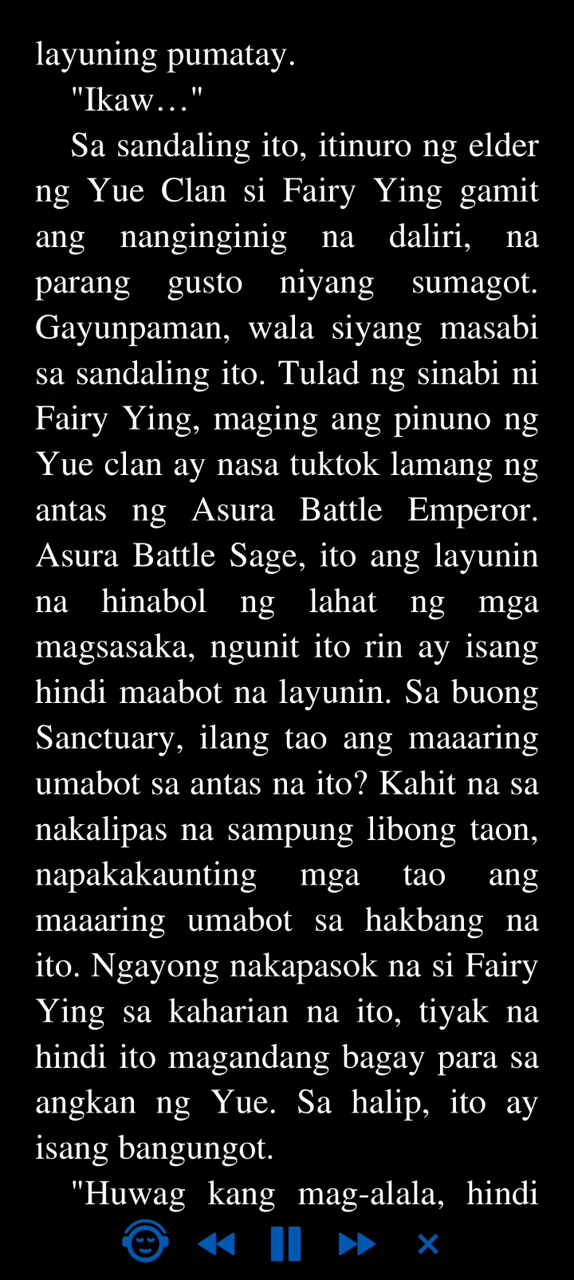 layuning pumatay.
"Ikaw…"
Sa sandaling ito, itinuro ng elder
ng Yue Clan si Fairy Ying gamit
ang nanginginig na daliri, na
parang gusto niyang sumagot.
Gayunpaman, wala siyang masabi
sa sandaling ito. Tulad ng sinabi ni
Fairy Ying, maging ang pinuno ng
Yue clan ay nasa tuktok lamang ng
antas ng Asura Battle Emperor.
Asura Battle Sage, ito ang layunin
na hinabol ng lahat ng mga
magsasaka, ngunit ito rin ay isang
hindi maabot na layunin. Sa buong
Sanctuary, ilang tao ang maaaring
umabot sa antas na ito? Kahit na sa
nakalipas na sampung libong taon,
napakakaunting mga tao ang
maaaring umabot sa hakbang na
ito. Ngayong nakapasok na si Fairy
Ying sa kaharian na ito, tiyak na
hindi ito magandang bagay para sa
angkan ng Yue. Sa halip, ito ay
isang bangungot.
"Huwag kang mag-alala, hindi